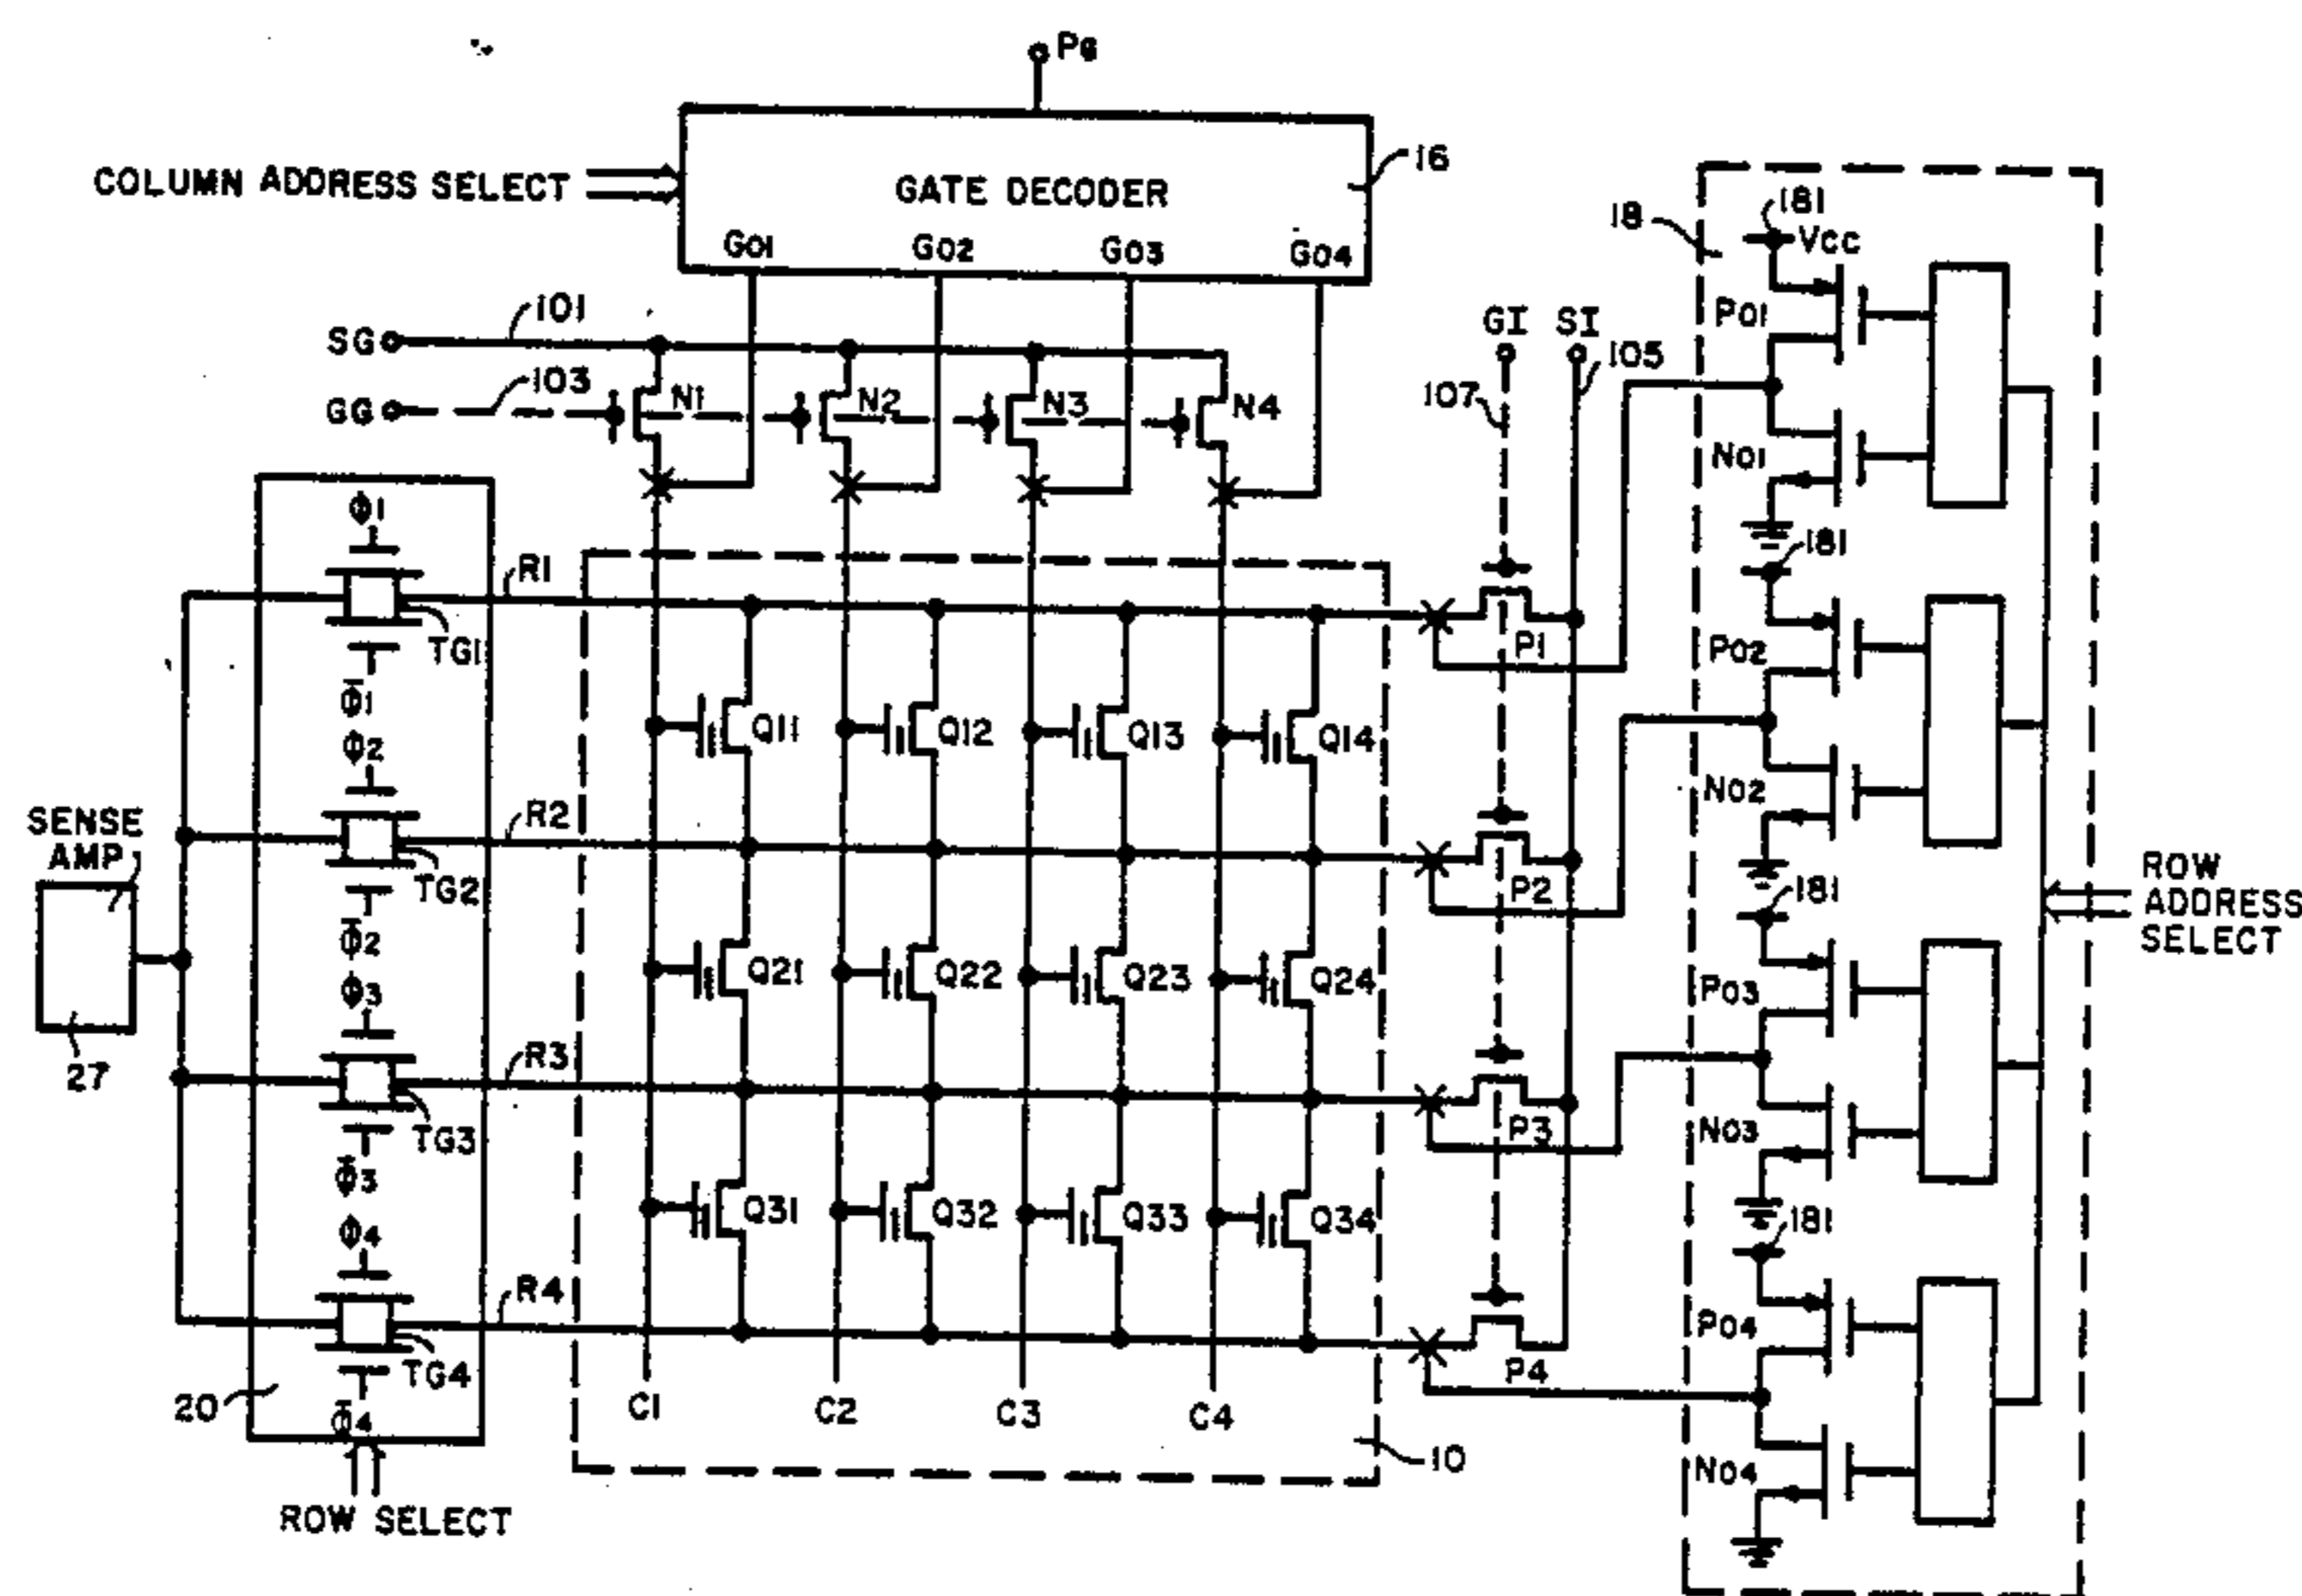 PG
COLUMN ADDRESS SELECT
GATE DECODER
16
G01 G02 G03 G04
18
181
VCC
SG
101
GG
103
N1 N2 N3 N4
GI SI
105
107
P01
N01
181
Φ1
R1
TG1
Φ̄1
P1
P02
Q11 Q12 Q13 Q14
Φ2
N02
SENSE
AMP
R2
TG2
Φ̄2
P2
181
ROW
ADDRESS
SELECT
Q21 Q22 Q23 Q24
Φ3
P03
27
R3
TG3
Φ̄3
P3
N03
Q31 Q32 Q33 Q34
181
Φ4
R4
TG4
Φ̄4
P4
P04
20
C1 C2 C3 C4
10
N04
ROW SELECT